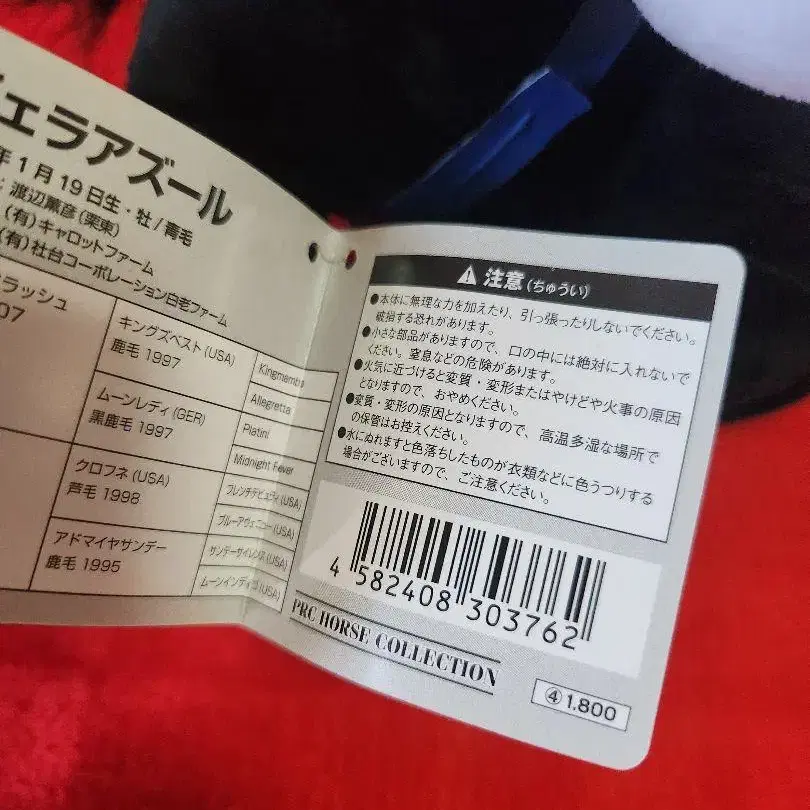 ェラアズール
年1月19日生・牡/青毛
渡辺薫彦(栗東)
(有)キャロットファーム
(有)社台コーポレーション白老ファーム
ラッシュ
07
キングズベスト(USA)
鹿毛 1997
ムーンレディ(GER)
黒鹿毛 1997
クロフネ(USA)
芦毛 1998
アドマイヤサンデー
鹿毛 1995
Kingmambo
Allegretta
Platini
Midnight Fever
フレンチデピュティ(USA)
ブルーアヴェニュー(USA)
サンデーサイレンス(USA)
ムーンインディゴ(USA)
⚠ 注意(ちゅうい)
●本体に無理な力を加えたり、引っ張ったりしないでください。
破損する恐れがあります。
●小さな部品がありますので、口の中には絶対に入れないで
ください。窒息などの危険があります。
●火気に近づけると変質・変形またはやけどや火事の原因
となりますので、おやめください。
●変質・変形の原因となりますので、高温多湿な場所で
の保管はお控えください。
●水にぬれますと色落ちしたものが衣類などに色うつりする
場合がございますので、ご注意ください。
4 582408 303762
PRC HORSE COLLECTION
④1.800